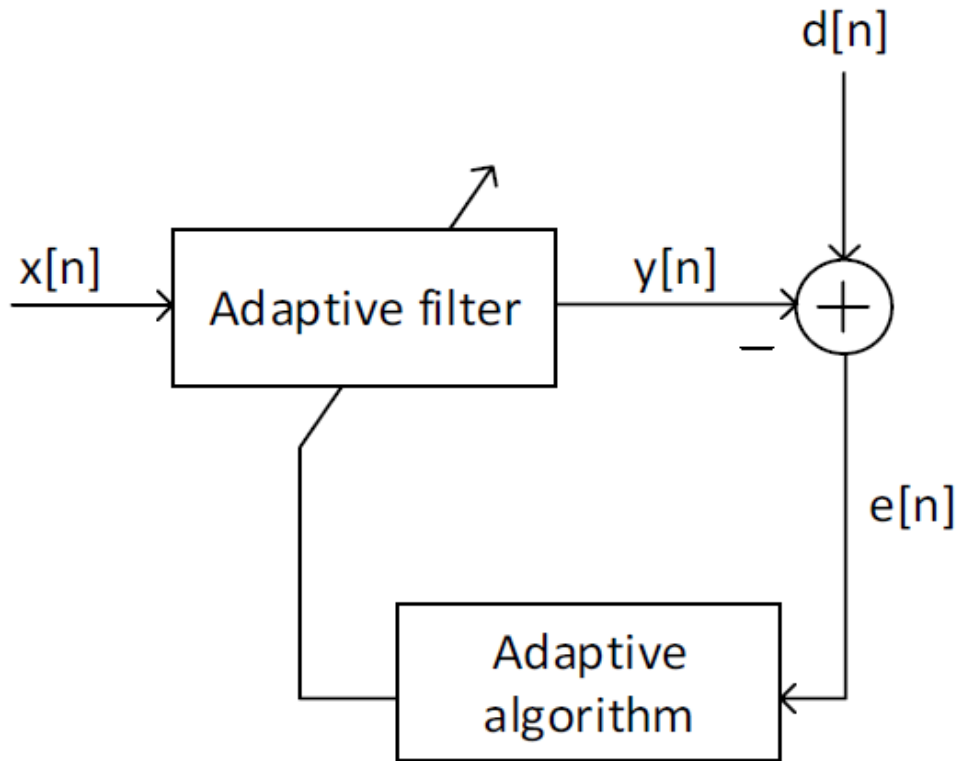 d[n]
x[n]
Adaptive filter
y[n]
+
−
e[n]
Adaptive
algorithm